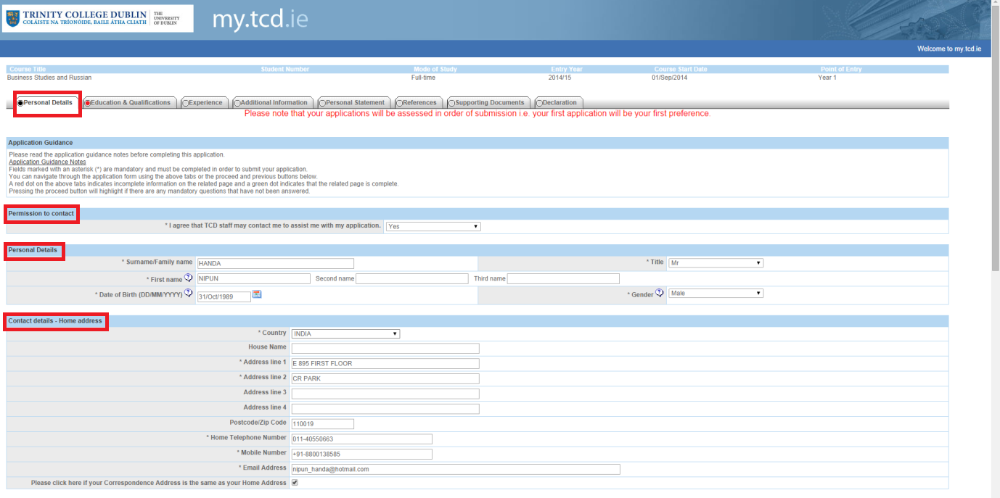 TRINITY COLLEGE DUBLIN
COLÁISTE NA TRÍONÓIDE, BAILE ÁTHA CLIATH
THE
UNIVERSITY
OF DUBLIN
my.tcd.ie
Welcome to my.tcd.ie
Course Title Student Number Mode of Study Entry Year Course Start Date Point of Entry
Business Studies and Russian Full-time 2014/15 01/Sep/2014 Year 1
Personal Details Education & Qualifications Experience Additional Information Personal Statement References Supporting Documents Declaration
Please note that your applications will be assessed in order of submission i.e. your first application will be your first preference.
Application Guidance
Please read the application guidance notes before completing this application.
Application Guidance Notes
Fields marked with an asterisk (*) are mandatory and must be completed in order to submit your application.
You can navigate through the application form using the above tabs or the proceed and previous buttons below.
A red dot on the above tabs indicates incomplete information on the related page and a green dot indicates that the related page is complete.
Pressing the proceed button will highlight if there are any mandatory questions that have not been answered.
Permission to contact
* I agree that TCD staff may contact me to assist me with my application. Yes
Personal Details
* Surname/Family name HANDA * Title Mr
* First name NIPUN Second name Third name
* Date of Birth (DD/MM/YYYY) 31/Oct/1989 * Gender Male
Contact details - Home address
* Country INDIA
House Name
* Address line 1 E 895 FIRST FLOOR
* Address line 2 CR PARK
Address line 3
Address line 4
Postcode/Zip Code 110019
* Home Telephone Number 011-40550663
* Mobile Number +91-8800138585
* Email Address nipun_handa@hotmail.com
Please click here if your Correspondence Address is the same as your Home Address